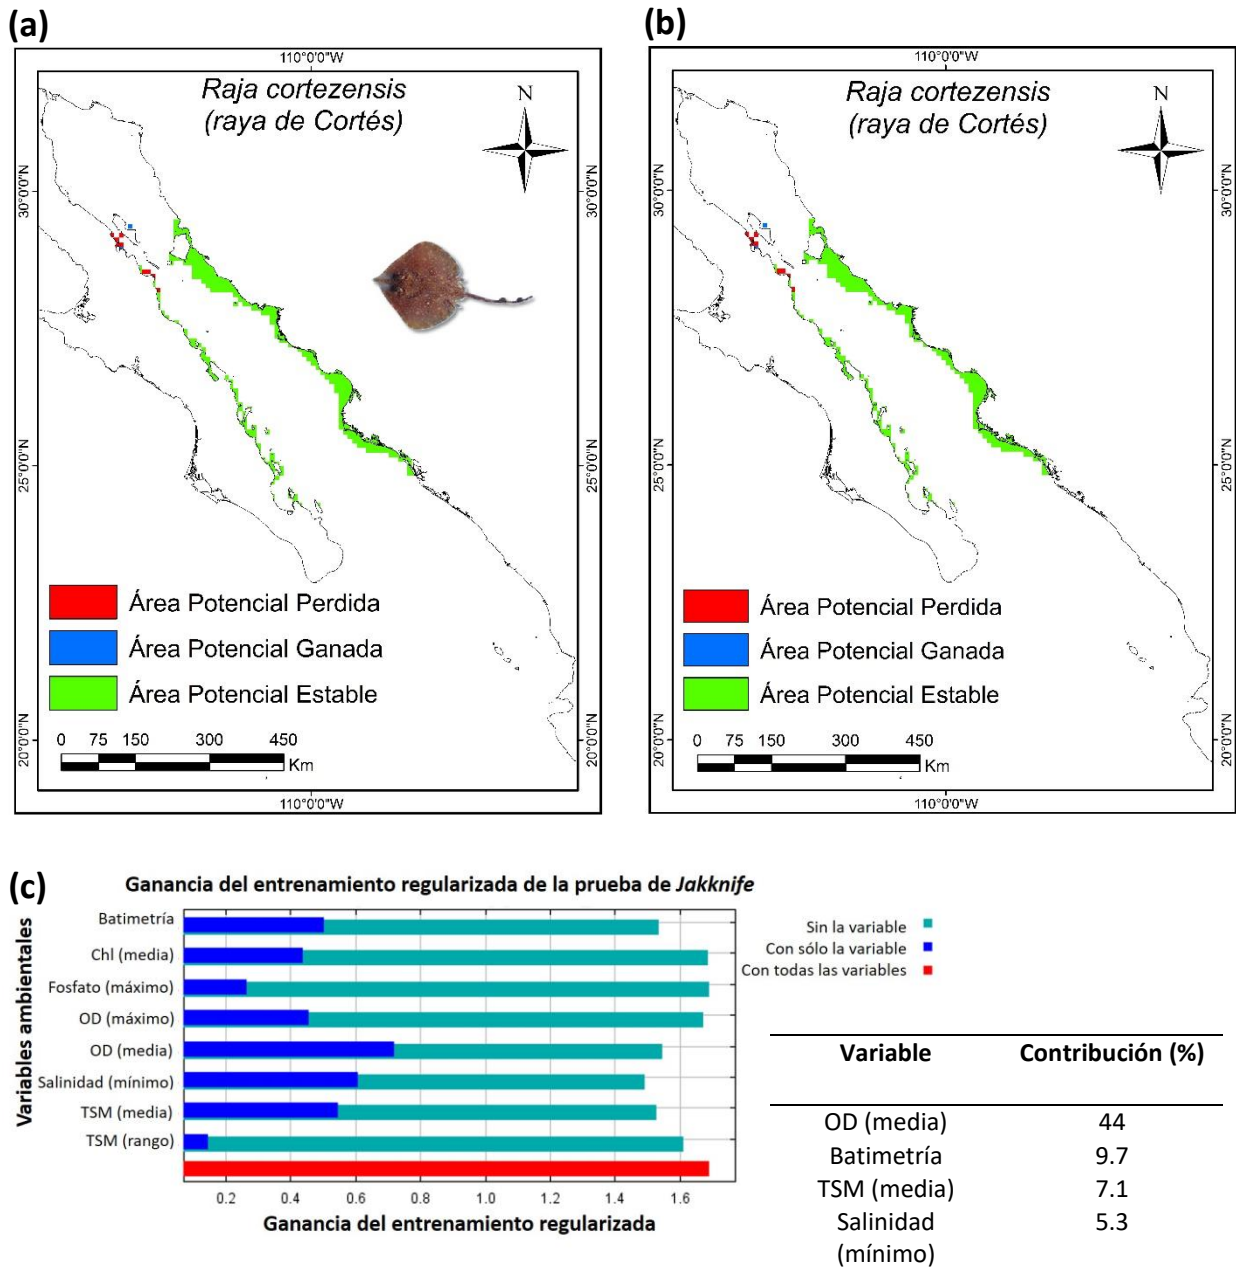 (a)
110°0'0"W
Raja cortezensis
(raya de Cortés)
N
30°0'0"N
30°0'0"N
25°0'0"N
25°0'0"N
20°0'0"N
20°0'0"N
Área Potencial Perdida
Área Potencial Ganada
Área Potencial Estable
0 75 150 300 450
Km
110°0'0"W
(b)
110°0'0"W
Raja cortezensis
(raya de Cortés)
N
30°0'0"N
30°0'0"N
25°0'0"N
25°0'0"N
20°0'0"N
20°0'0"N
Área Potencial Perdida
Área Potencial Ganada
Área Potencial Estable
0 75 150 300 450
Km
110°0'0"W
(c)
Ganancia del entrenamiento regularizada de la prueba de Jakknife
Variables ambientales
Batimetría
Chl (media)
Fosfato (máximo)
OD (máximo)
OD (media)
Salinidad (mínimo)
TSM (media)
TSM (rango)
0.2 0.4 0.6 0.8 1.0 1.2 1.4 1.6
Ganancia del entrenamiento regularizada
Sin la variable
Con sólo la variable
Con todas las variables
Variable Contribución (%)
OD (media) 44
Batimetría 9.7
TSM (media) 7.1
Salinidad 5.3
(mínimo)